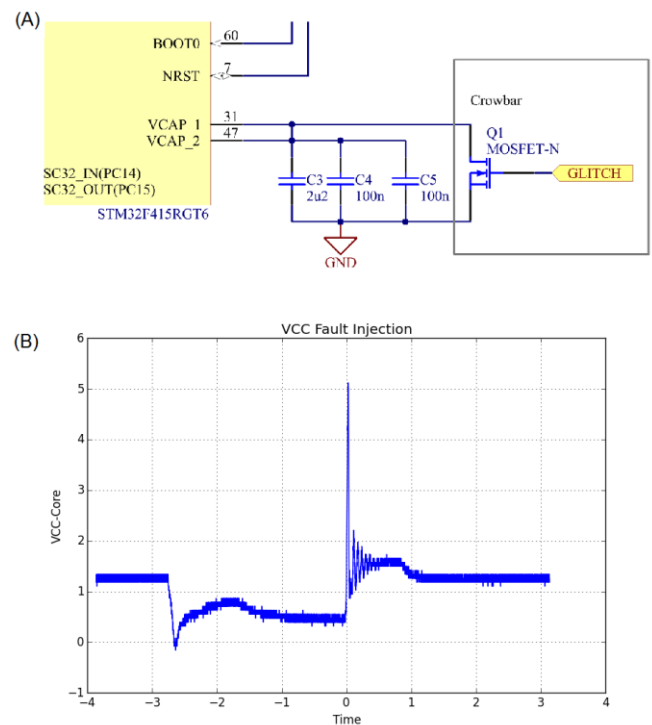 (A)
BOOT0
60
NRST
7
VCAP_1
31
VCAP_2
47
SC32_IN(PC14)
SC32_OUT(PC15)
STM32F415RGT6
C3
2u2
C4
100n
C5
100n
GND
Crowbar
Q1
MOSFET-N
GLITCH
(B)
VCC Fault Injection
VCC-Core
6
5
4
3
2
1
0
−1
−4 −3 −2 −1 0 1 2 3 4
Time